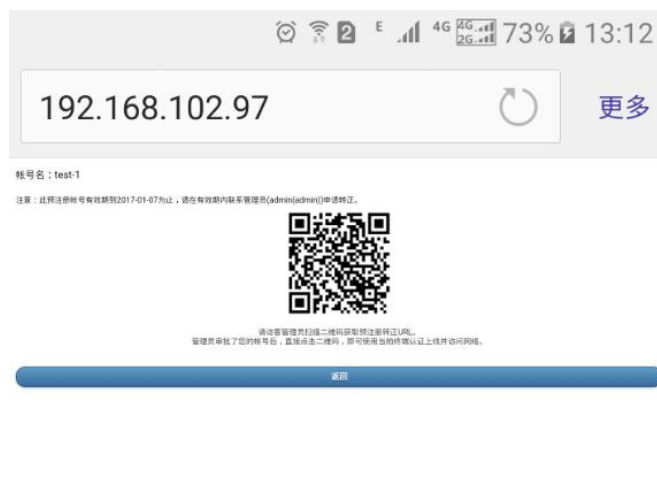 2 E 4G 4G 2G 73% 13:12
192.168.102.97 更多
帐号名：test-1
注意：此预注册帐号有效期到2017-01-07为止，请在有效期内联系管理员(admin(admin))申请转正。
请访客管理员扫描二维码获取预注册转正URL。
管理员审批了您的帐号后，直接点击二维码，即可使用当前终端认证上线并访问网络。
返回